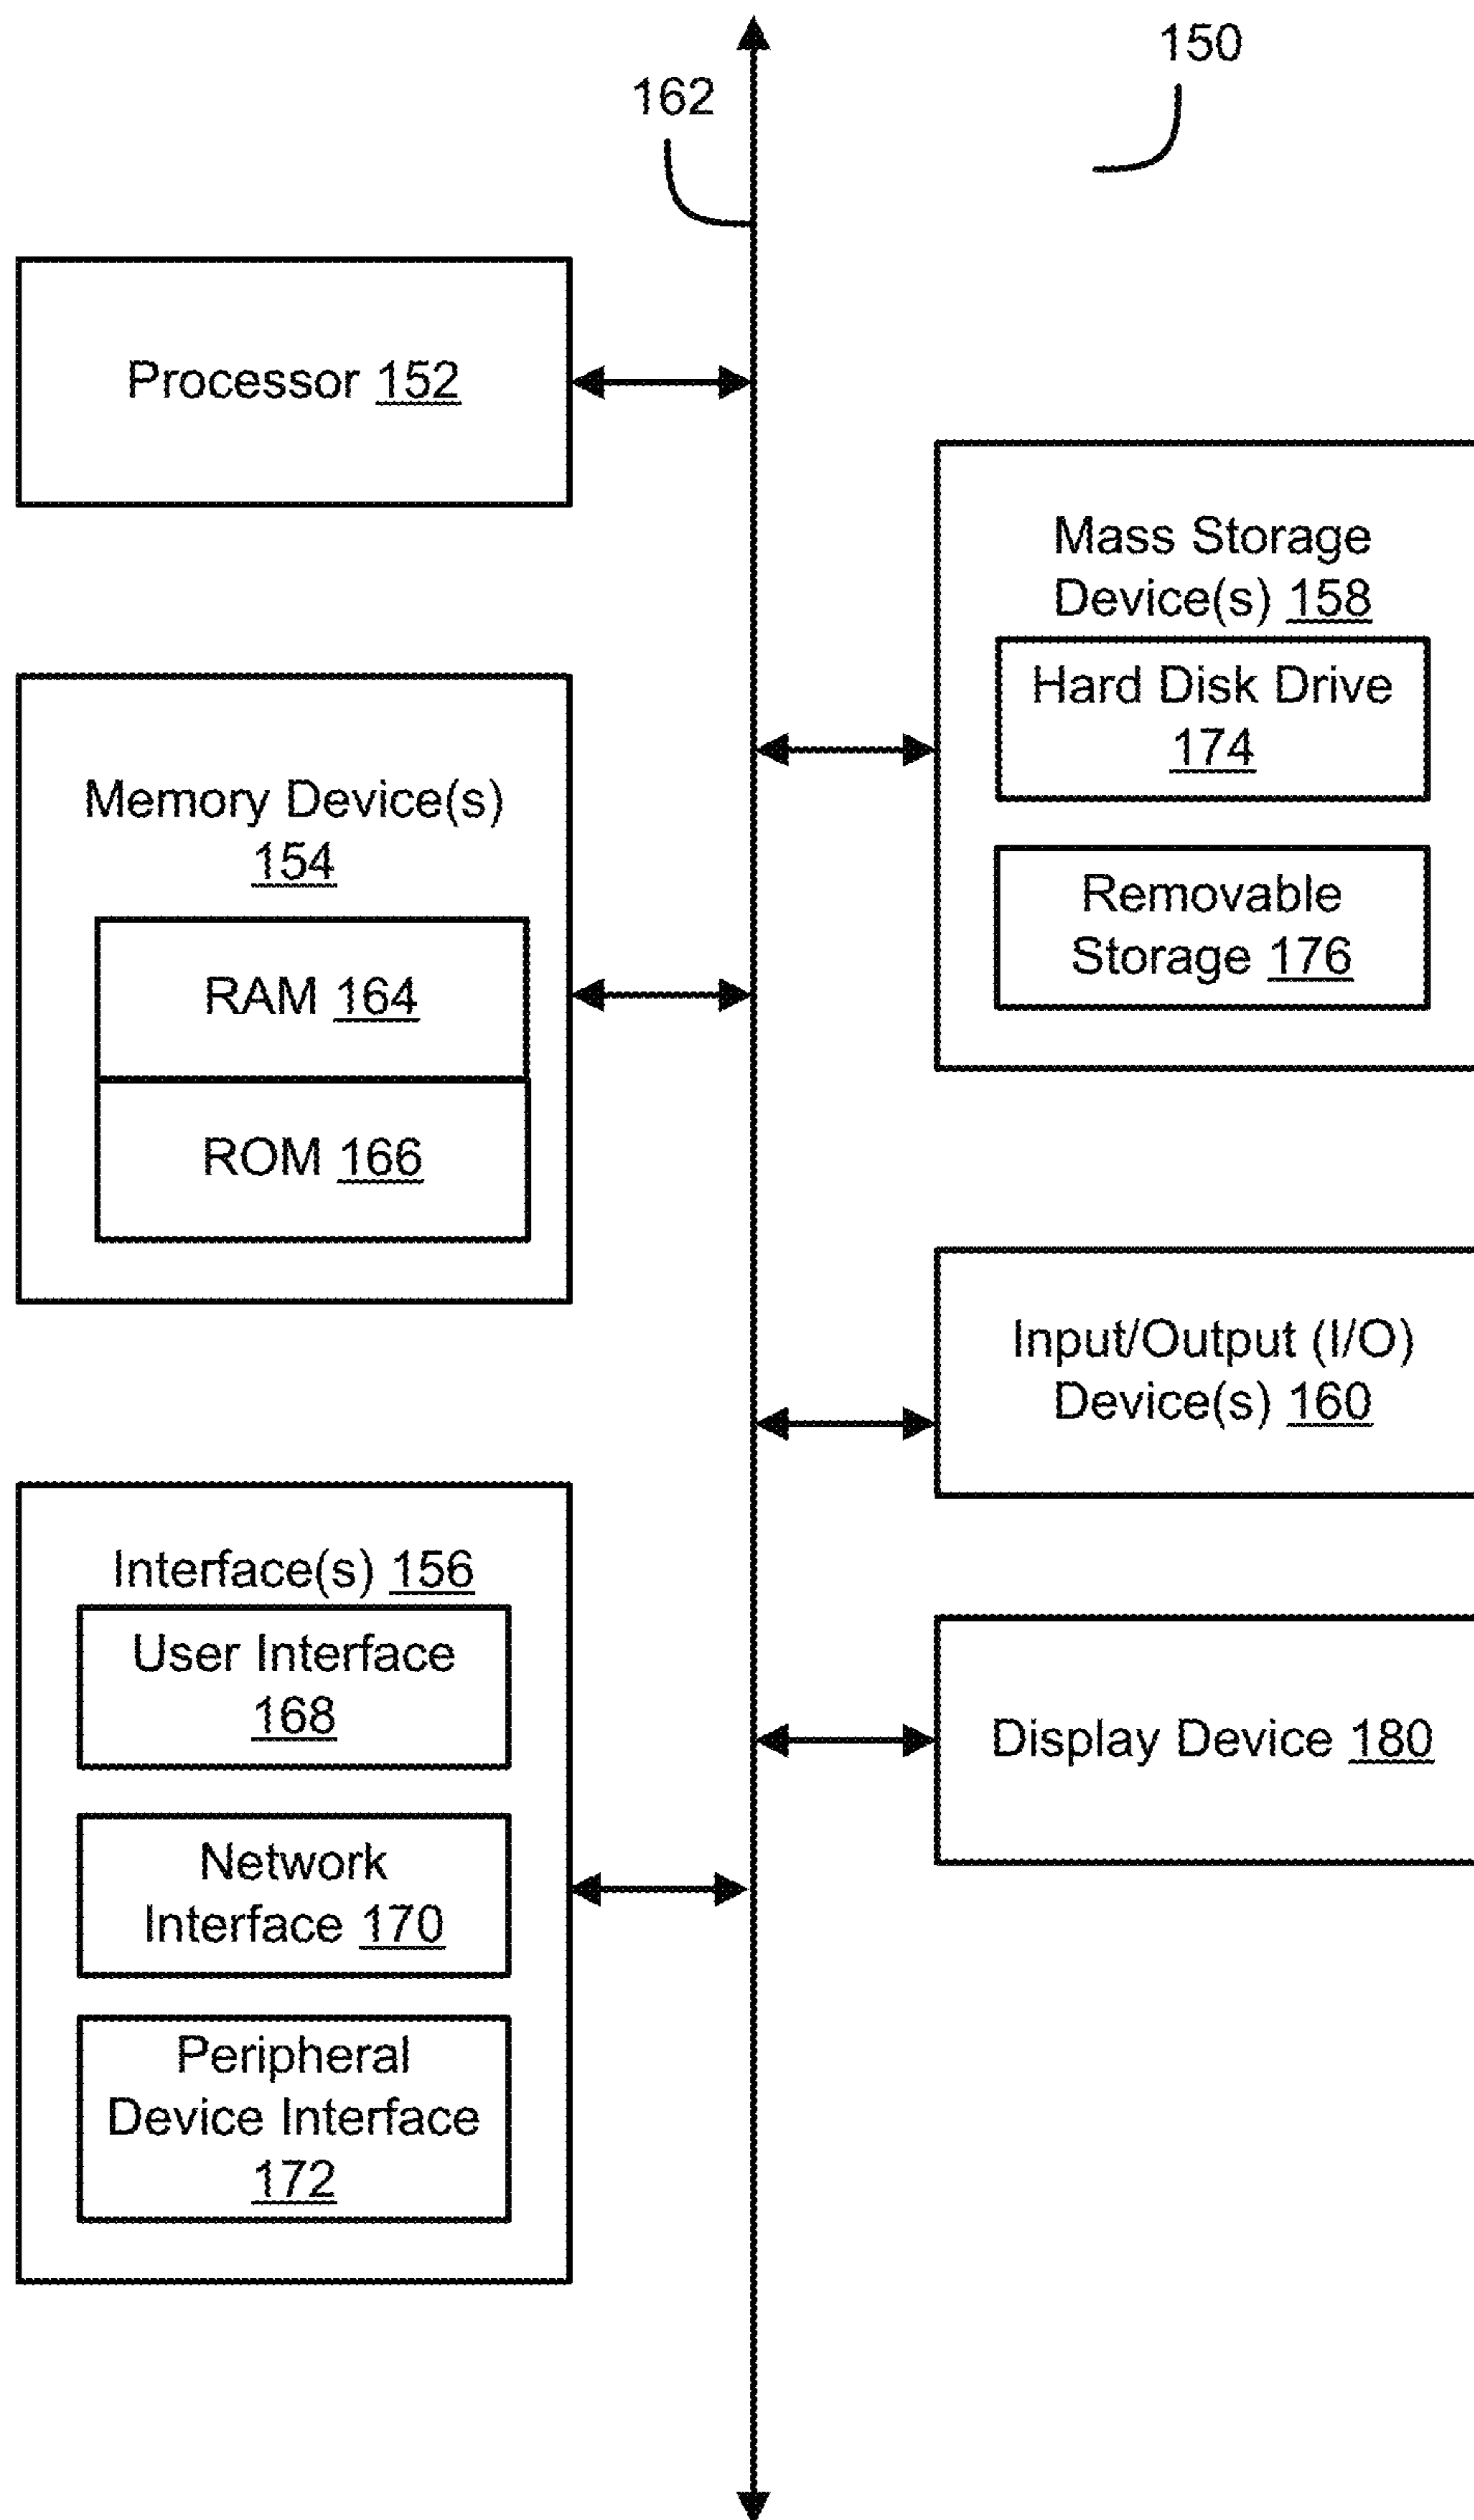 150
162
Processor 152
Mass Storage
Device(s) 158
Hard Disk Drive
174
Removable
Storage 176
Memory Device(s)
154
RAM 164
ROM 166
Input/Output (I/O)
Device(s) 160
Interface(s) 156
User Interface
168
Network
Interface 170
Peripheral
Device Interface
172
Display Device 180